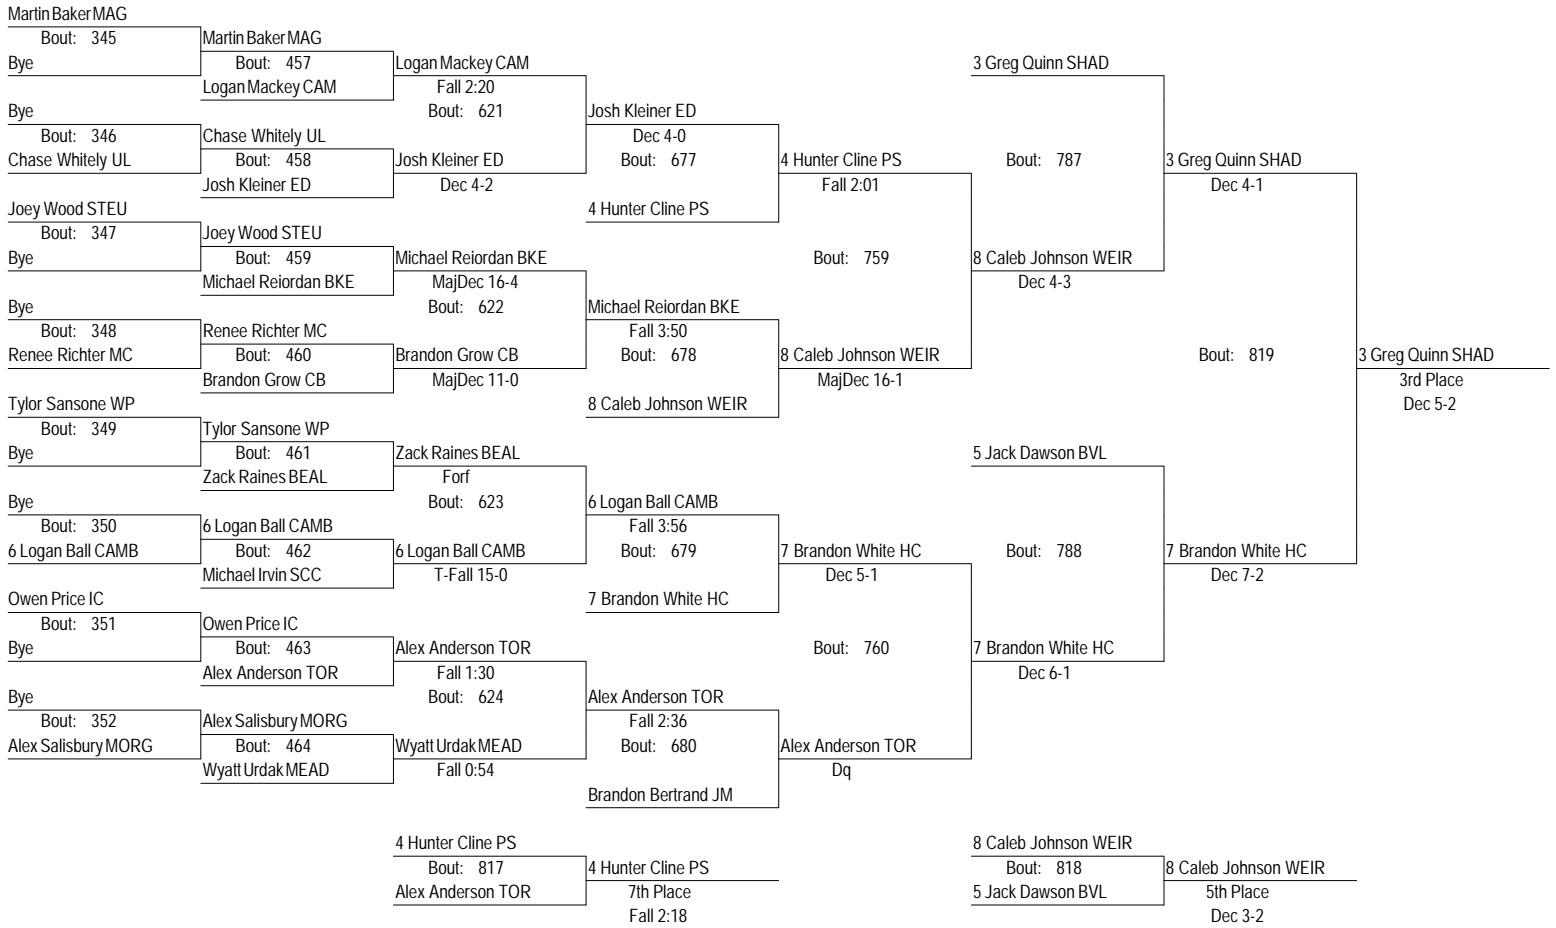 Martin Baker MAG
Bout: 345
Bye
Bye
Bout: 346
Chase Whitely UL
Joey Wood STEU
Bout: 347
Bye
Bye
Bout: 348
Renee Richter MC
Tylor Sansone WP
Bout: 349
Bye
Bye
Bout: 350
6 Logan Ball CAMB
Owen Price IC
Bout: 351
Bye
Bye
Bout: 352
Alex Salisbury MORG
Martin Baker MAG
Bout: 457
Logan Mackey CAM
Chase Whitely UL
Bout: 458
Josh Kleiner ED
Joey Wood STEU
Bout: 459
Michael Reiordan BKE
Renee Richter MC
Bout: 460
Brandon Grow CB
Tylor Sansone WP
Bout: 461
Zack Raines BEAL
6 Logan Ball CAMB
Bout: 462
Michael Irvin SCC
Owen Price IC
Bout: 463
Alex Anderson TOR
Alex Salisbury MORG
Bout: 464
Wyatt Urdak MEAD
Logan Mackey CAM
Fall 2:20
Bout: 621
Josh Kleiner ED
Dec 4-2
Michael Reiordan BKE
MajDec 16-4
Bout: 622
Brandon Grow CB
MajDec 11-0
Zack Raines BEAL
Forf
Bout: 623
6 Logan Ball CAMB
T-Fall 15-0
Alex Anderson TOR
Fall 1:30
Bout: 624
Wyatt Urdak MEAD
Fall 0:54
Josh Kleiner ED
Dec 4-0
Bout: 677
4 Hunter Cline PS
Michael Reiordan BKE
Fall 3:50
Bout: 678
8 Caleb Johnson WEIR
6 Logan Ball CAMB
Fall 3:56
Bout: 679
7 Brandon White HC
Alex Anderson TOR
Fall 2:36
Bout: 680
Brandon Bertrand JM
4 Hunter Cline PS
Fall 2:01
Bout: 759
8 Caleb Johnson WEIR
MajDec 16-1
7 Brandon White HC
Dec 5-1
Bout: 760
Alex Anderson TOR
Dq
3 Greg Quinn SHAD
Bout: 787
8 Caleb Johnson WEIR
Dec 4-3
5 Jack Dawson BVL
Bout: 788
7 Brandon White HC
Dec 6-1
3 Greg Quinn SHAD
Dec 4-1
Bout: 819
7 Brandon White HC
Dec 7-2
3 Greg Quinn SHAD
3rd Place
Dec 5-2
4 Hunter Cline PS
Bout: 817
Alex Anderson TOR
4 Hunter Cline PS
7th Place
Fall 2:18
8 Caleb Johnson WEIR
Bout: 818
5 Jack Dawson BVL
8 Caleb Johnson WEIR
5th Place
Dec 3-2